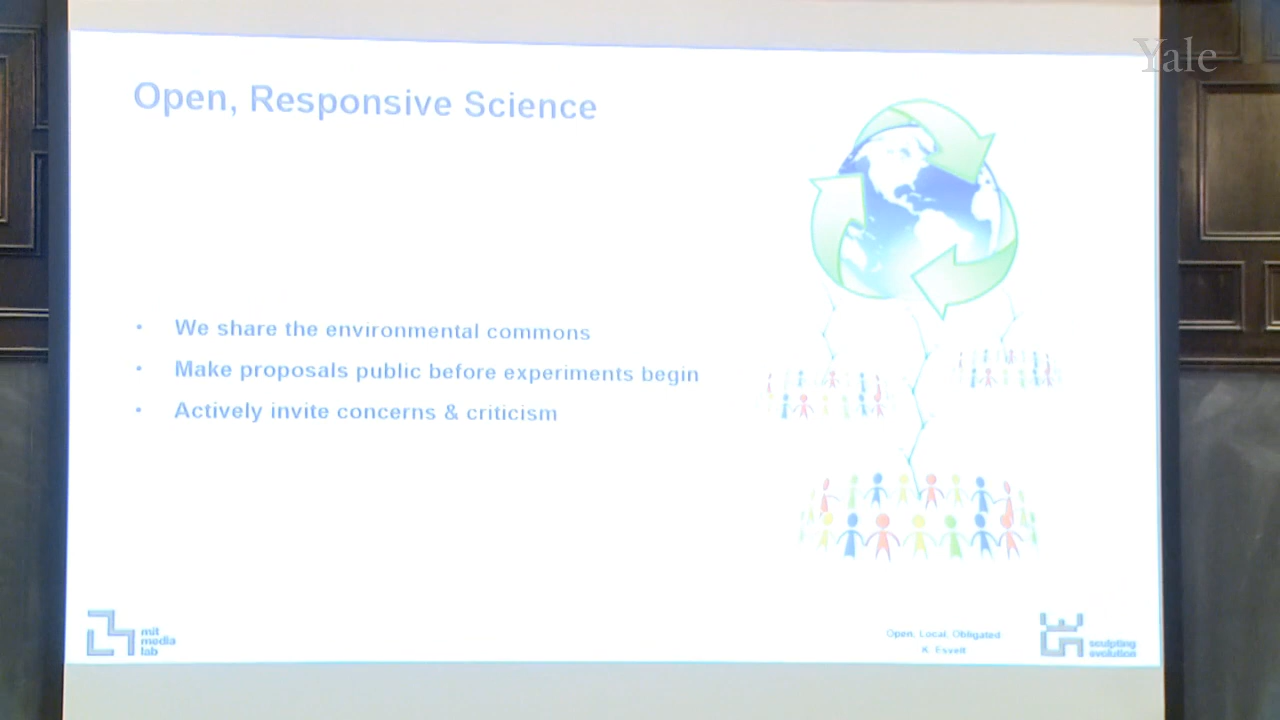 Yale
Open, Responsive Science
• We share the environmental commons
• Make proposals public before experiments begin
• Actively invite concerns & criticism
mit
media
lab
Open, Local, Obligated
K. Esvelt
sculpting
evolution